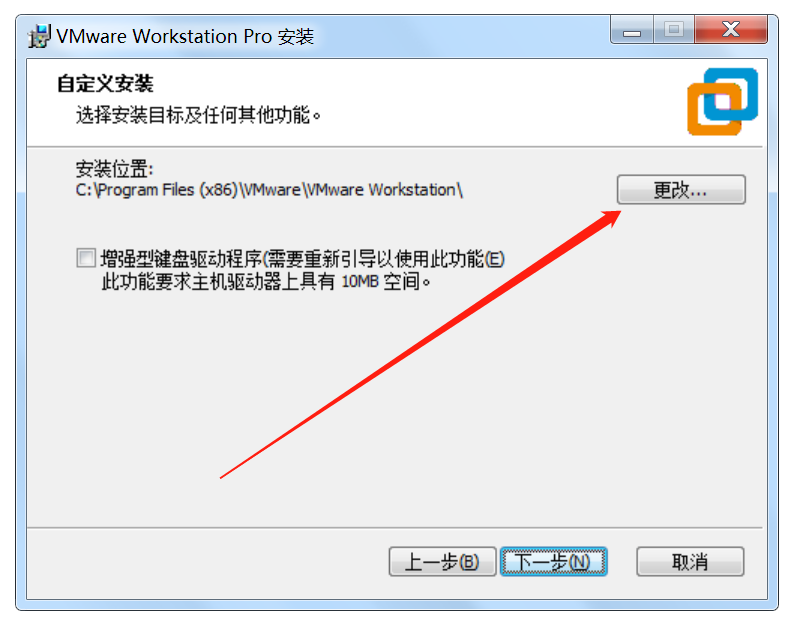 VMware Workstation Pro 安装
自定义安装
选择安装目标及任何其他功能。
安装位置:
C:\Program Files (x86)\VMware\VMware Workstation\
更改...
增强型键盘驱动程序(需要重新引导以使用此功能(E)
此功能要求主机驱动器上具有 10MB 空间。
上一步(B)
下一步(N)
取消